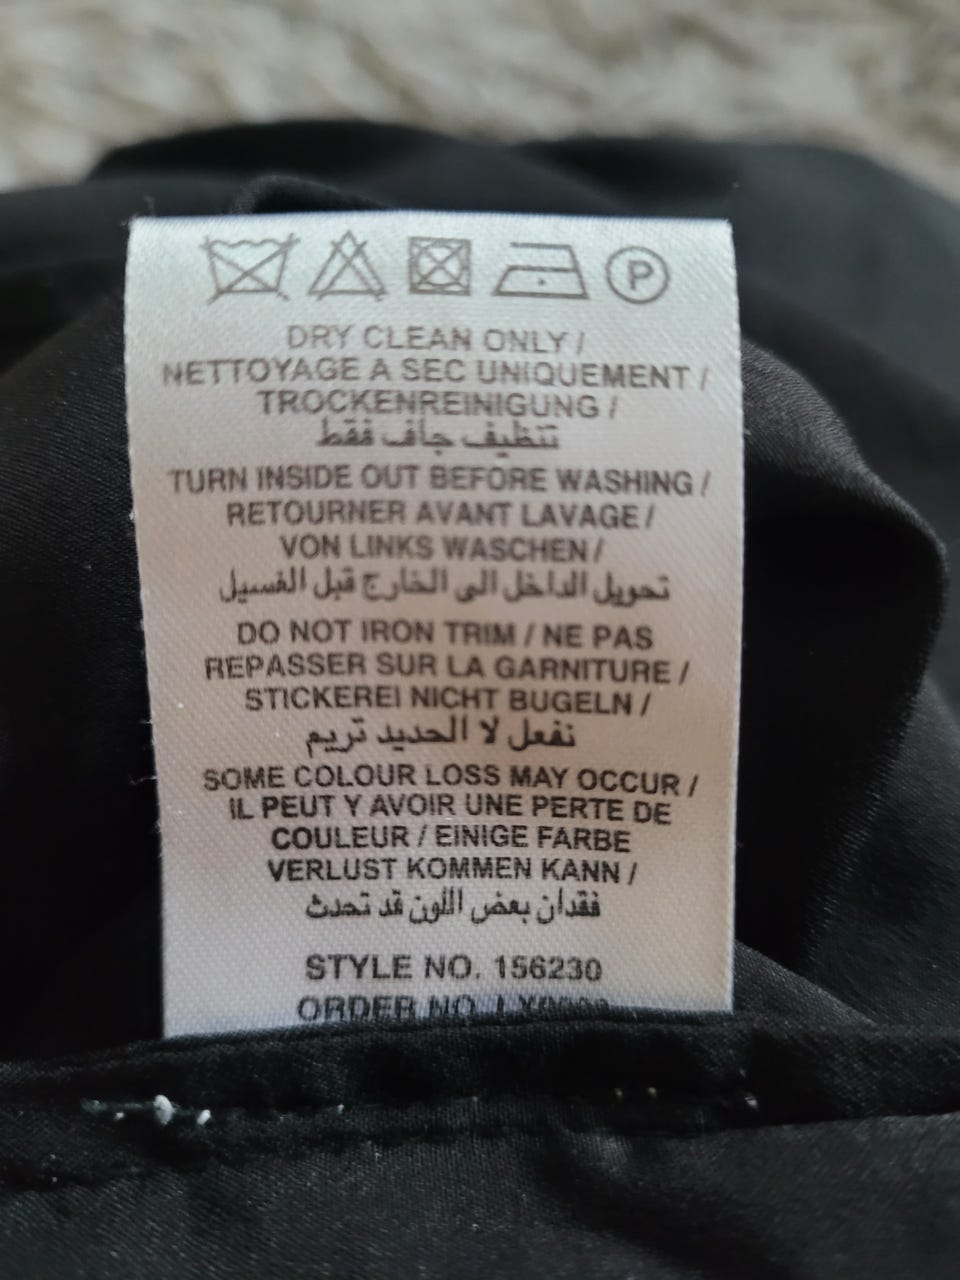 P
DRY CLEAN ONLY /
NETTOYAGE A SEC UNIQUEMENT /
TROCKENREINIGUNG /
تنظيف جاف فقط
TURN INSIDE OUT BEFORE WASHING /
RETOURNER AVANT LAVAGE /
VON LINKS WASCHEN /
تحويل الداخل الى الخارج قبل الغسيل
DO NOT IRON TRIM / NE PAS
REPASSER SUR LA GARNITURE /
STICKEREI NICHT BUGELN /
نفعل لا الحديد تريم
SOME COLOUR LOSS MAY OCCUR /
IL PEUT Y AVOIR UNE PERTE DE
COULEUR / EINIGE FARBE
VERLUST KOMMEN KANN /
فقدان بعض اللون قد تحدث
STYLE NO. 156230
ORDER NO.